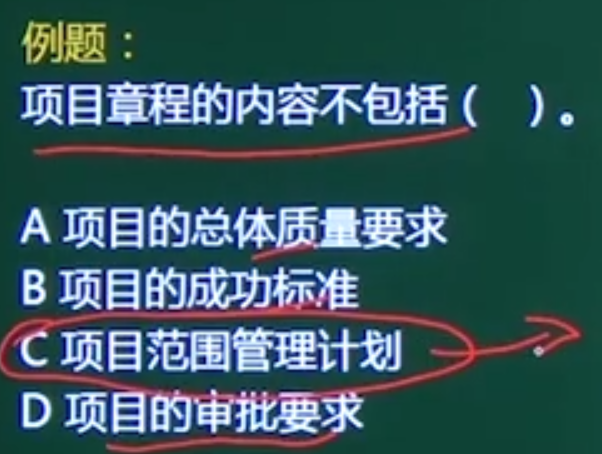 例题：
项目章程的内容不包括（  ）。
A 项目的总体质量要求
B 项目的成功标准
C 项目范围管理计划
D 项目的审批要求